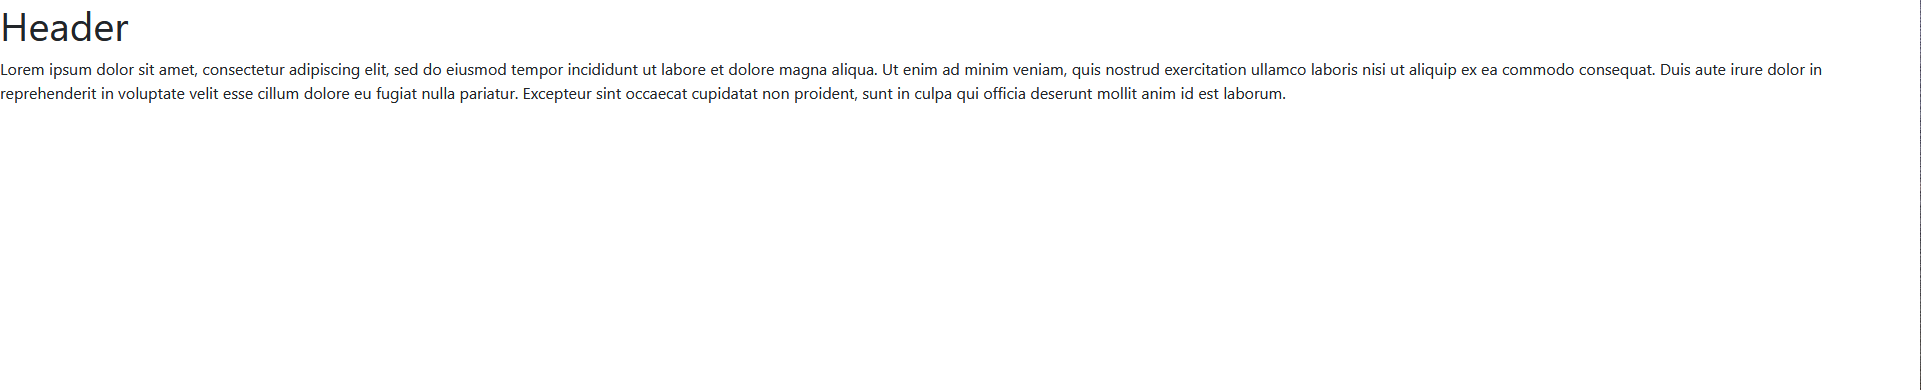 Header
Lorem ipsum dolor sit amet, consectetur adipiscing elit, sed do eiusmod tempor incididunt ut labore et dolore magna aliqua. Ut enim ad minim veniam, quis nostrud exercitation ullamco laboris nisi ut aliquip ex ea commodo consequat. Duis aute irure dolor in
reprehenderit in voluptate velit esse cillum dolore eu fugiat nulla pariatur. Excepteur sint occaecat cupidatat non proident, sunt in culpa qui officia deserunt mollit anim id est laborum.